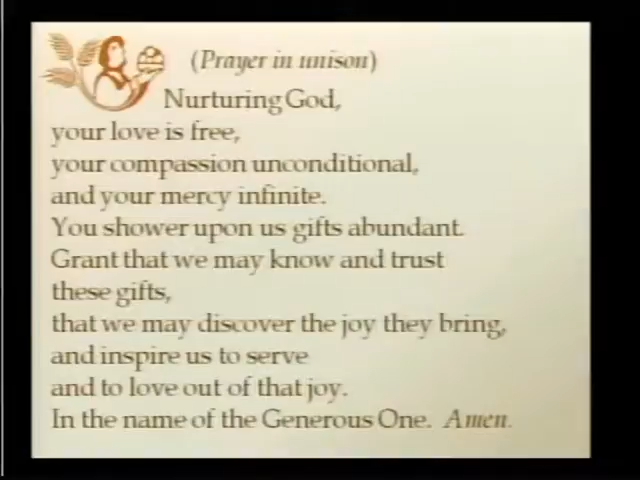 (Prayer in unison)
Nurturing God,
your love is free,
your compassion unconditional,
and your mercy infinite.
You shower upon us gifts abundant.
Grant that we may know and trust
these gifts,
that we may discover the joy they bring,
and inspire us to serve
and to love out of that joy.
In the name of the Generous One. Amen.